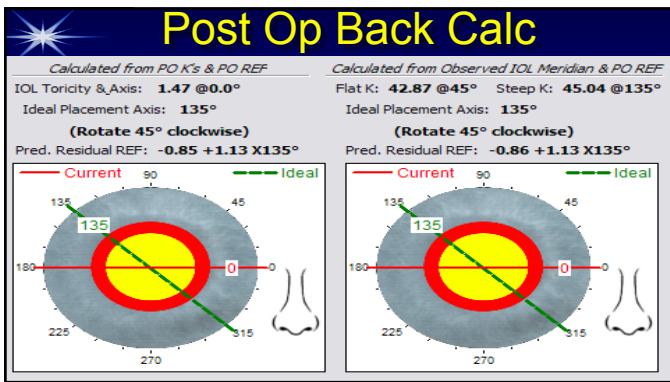 Post Op Back Calc
Calculated from PO K's & PO REF
IOL Toricity & Axis: 1.47 @0.0°
Ideal Placement Axis: 135°
(Rotate 45° clockwise)
Pred. Residual REF: -0.85 +1.13 X135°
Current
Ideal
90
135
45
135
180
0
0
225
315
270
Calculated from Observed IOL Meridian & PO REF
Flat K: 42.87 @45° Steep K: 45.04 @135°
Ideal Placement Axis: 135°
(Rotate 45° clockwise)
Pred. Residual REF: -0.86 +1.13 X135°
Current
Ideal
90
135
45
135
180
0
0
225
315
270